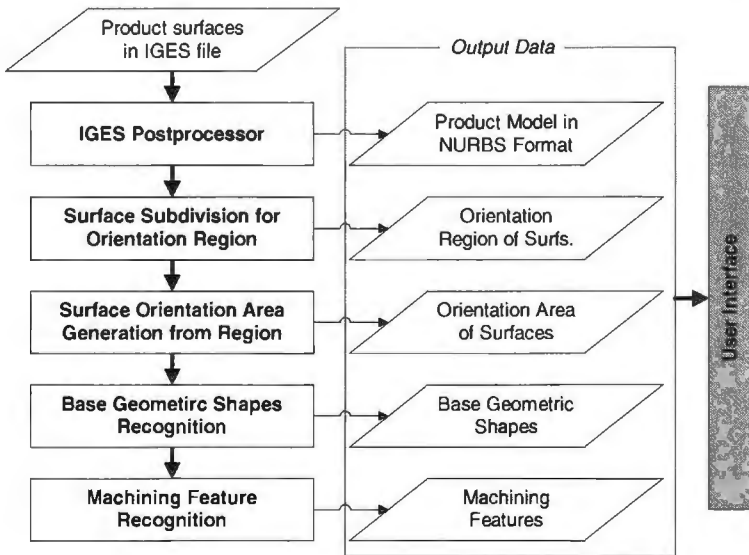 Product surfaces
in IGES file
Output Data
IGES Postprocessor
Product Model in
NURBS Format
Surface Subdivision for
Orientation Region
Orientation
Region of Surfs.
Surface Orientation Area
Generation from Region
Orientation Area
of Surfaces
Base Geometirc Shapes
Recognition
Base Geometric
Shapes
Machining Feature
Recognition
Machining
Features
User Interface